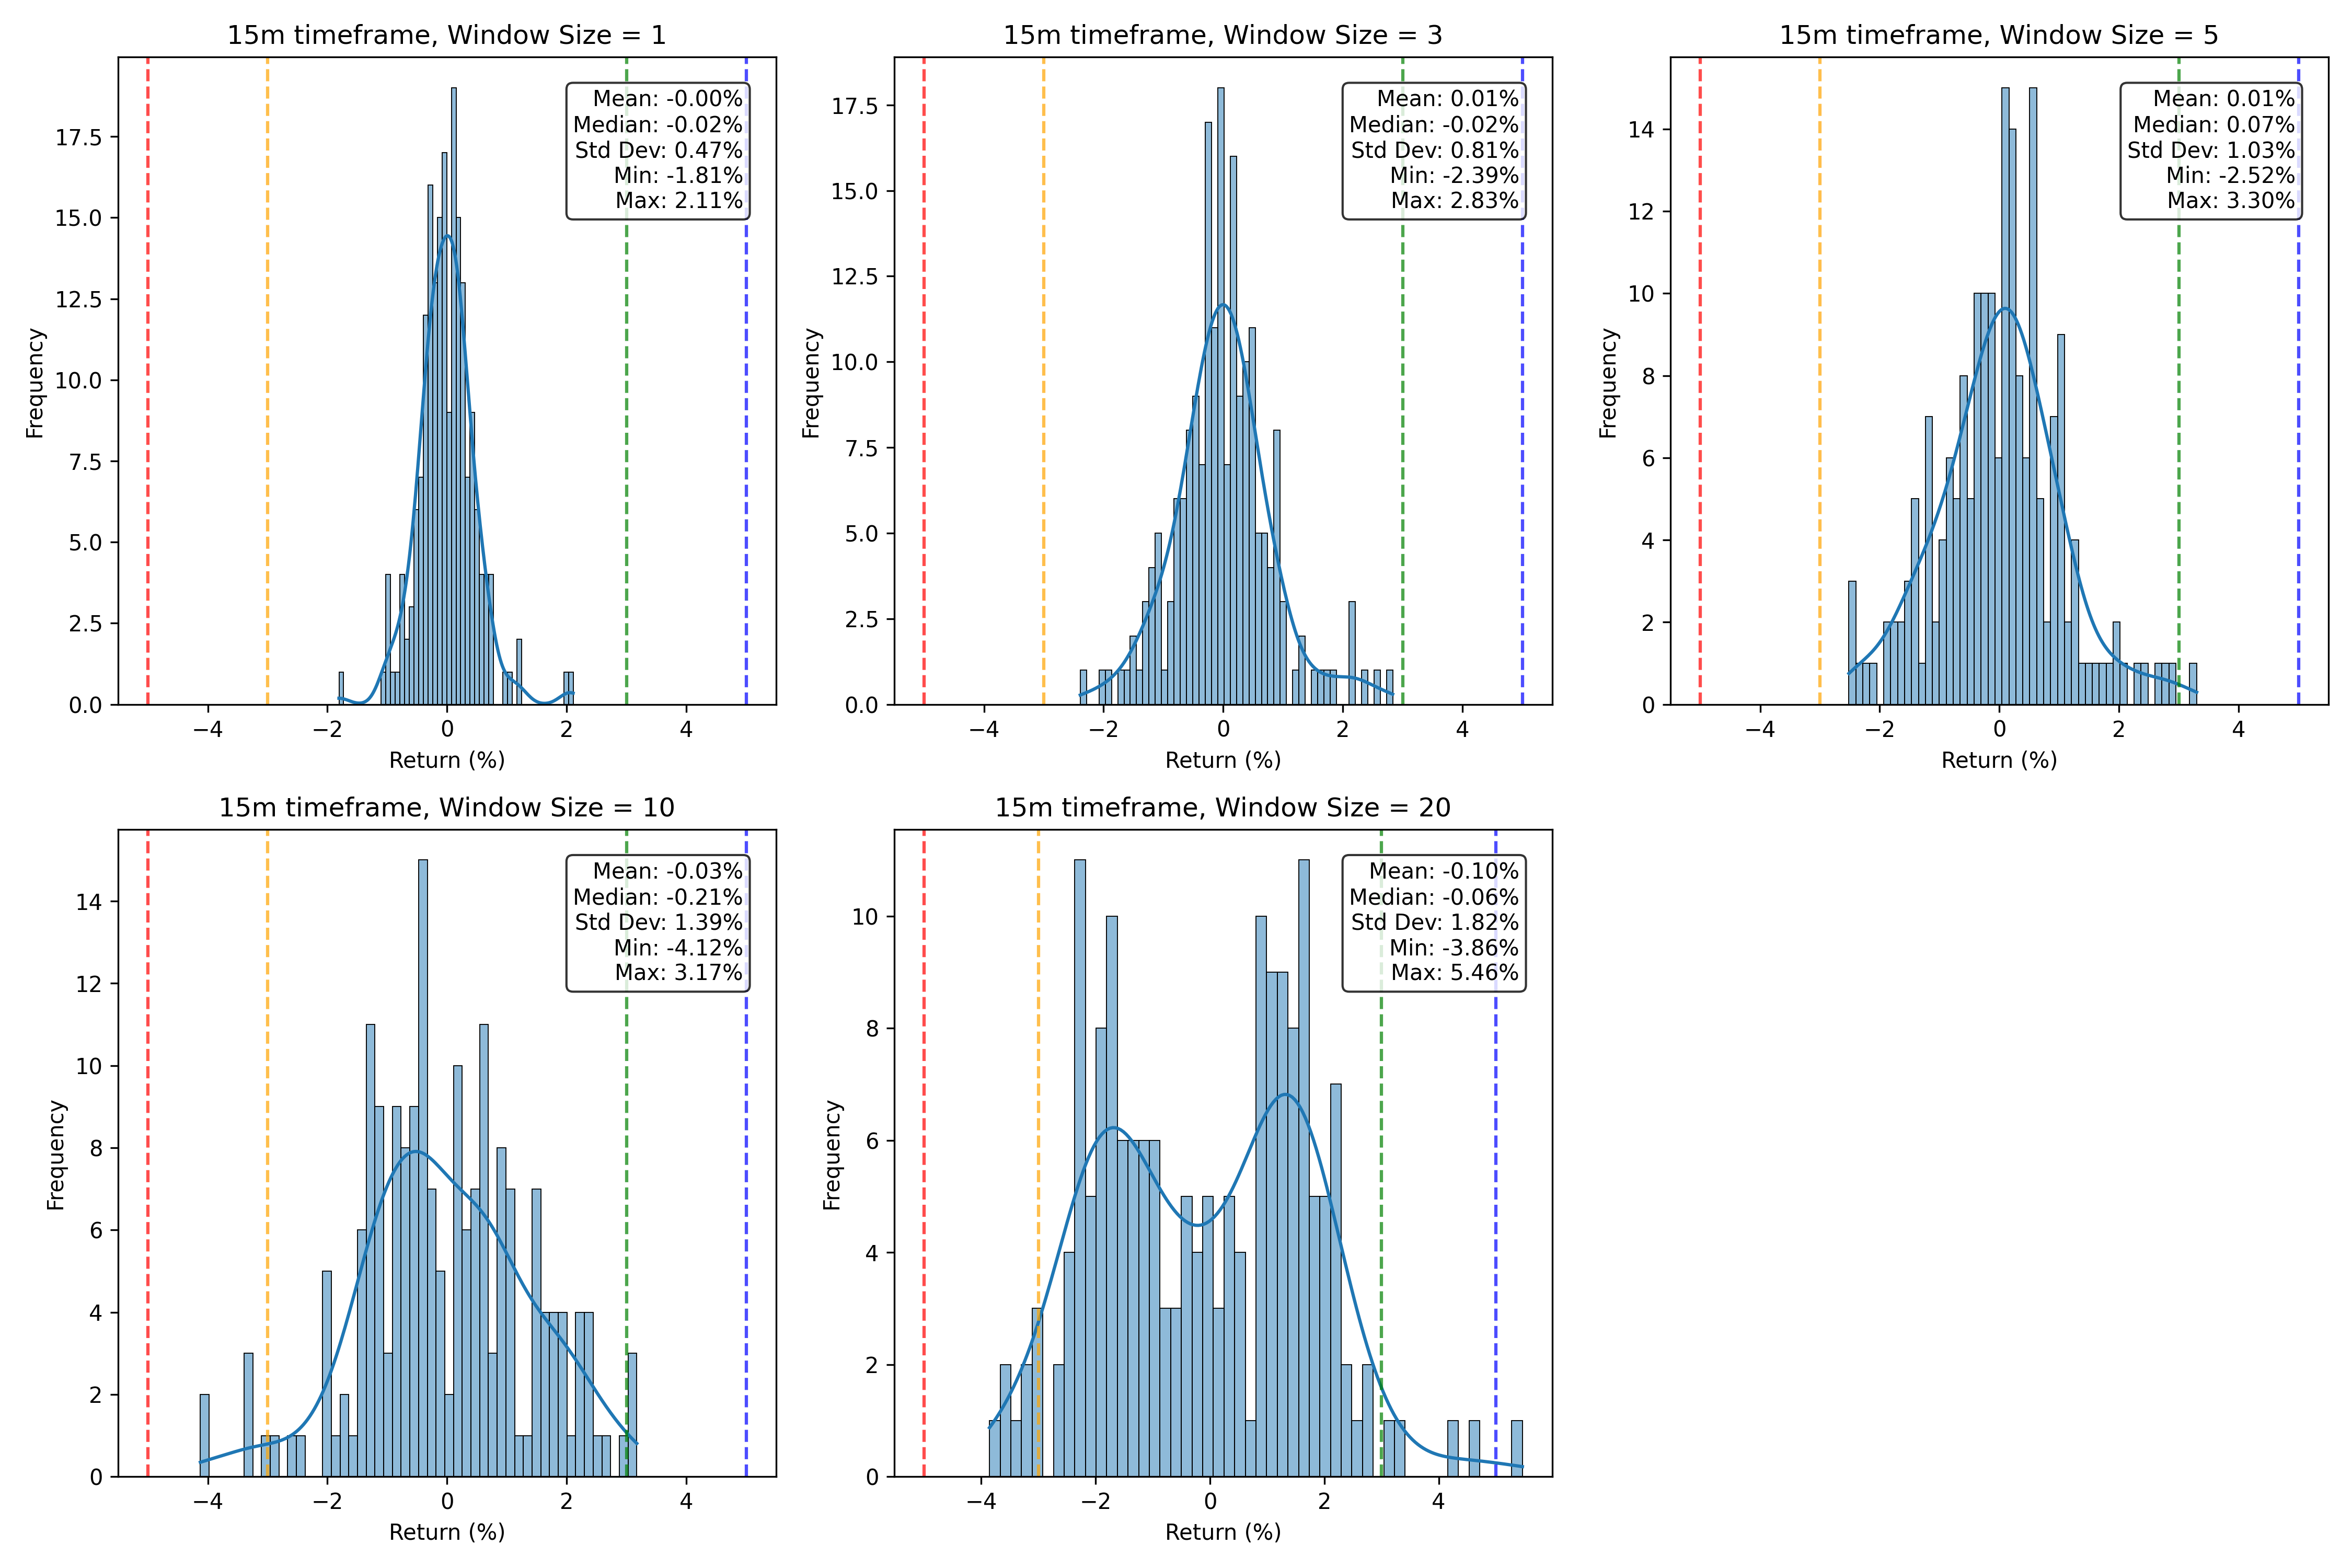 15m timeframe, Window Size = 1
Mean: -0.00%
Median: -0.02%
Std Dev: 0.47%
Min: -1.81%
Max: 2.11%
17.5
15.0
12.5
10.0
7.5
5.0
2.5
0.0
Frequency
−4 −2 0 2 4
Return (%)
15m timeframe, Window Size = 3
Mean: 0.01%
Median: -0.02%
Std Dev: 0.81%
Min: -2.39%
Max: 2.83%
17.5
15.0
12.5
10.0
7.5
5.0
2.5
0.0
Frequency
−4 −2 0 2 4
Return (%)
15m timeframe, Window Size = 5
Mean: 0.01%
Median: 0.07%
Std Dev: 1.03%
Min: -2.52%
Max: 3.30%
14
12
10
8
6
4
2
0
Frequency
−4 −2 0 2 4
Return (%)
15m timeframe, Window Size = 10
Mean: -0.03%
Median: -0.21%
Std Dev: 1.39%
Min: -4.12%
Max: 3.17%
14
12
10
8
6
4
2
0
Frequency
−4 −2 0 2 4
Return (%)
15m timeframe, Window Size = 20
Mean: -0.10%
Median: -0.06%
Std Dev: 1.82%
Min: -3.86%
Max: 5.46%
10
8
6
4
2
0
Frequency
−4 −2 0 2 4
Return (%)